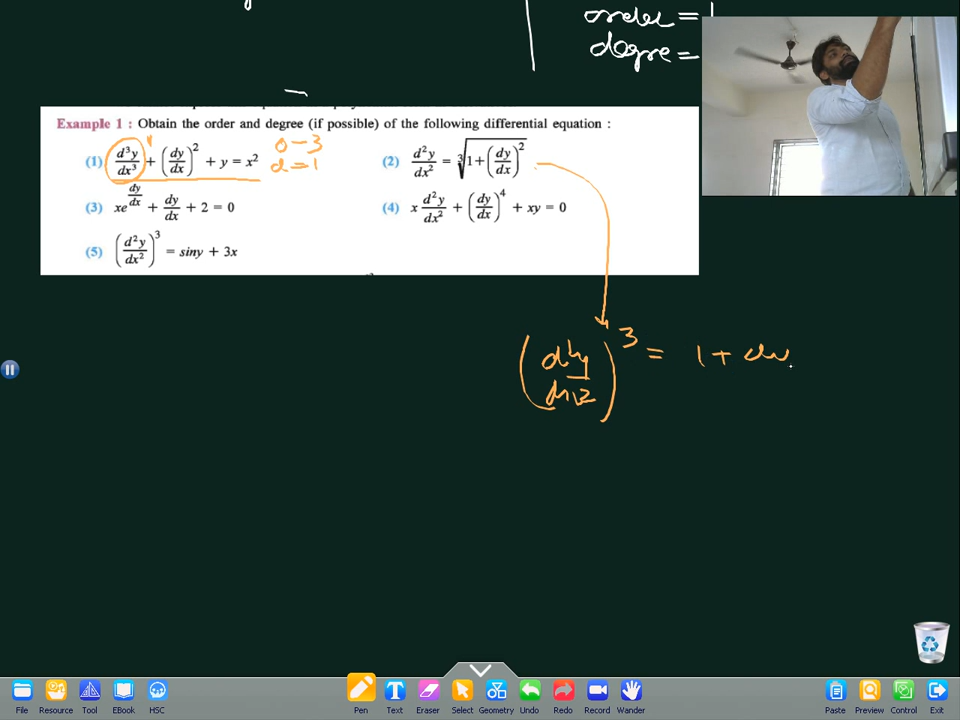 order = 1
degree =
Example 1 : Obtain the order and degree (if possible) of the following differential equation :
(1) d³y/dx³ + (dy/dx)² + y = x²
o – 3
d = 1
(2) d²y/dx² = ∛(1 + (dy/dx)²)
(3) xe^(dy/dx) + dy/dx + 2 = 0
(4) x d²y/dx² + (dy/dx)⁴ + xy = 0
(5) (d²y/dx²)³ = siny + 3x
(d²y/dx²)³ = 1 + dy
File Resource Tool EBook HSC Pen Text Eraser Select Geometry Undo Redo Record Wander Paste Preview Control Exit